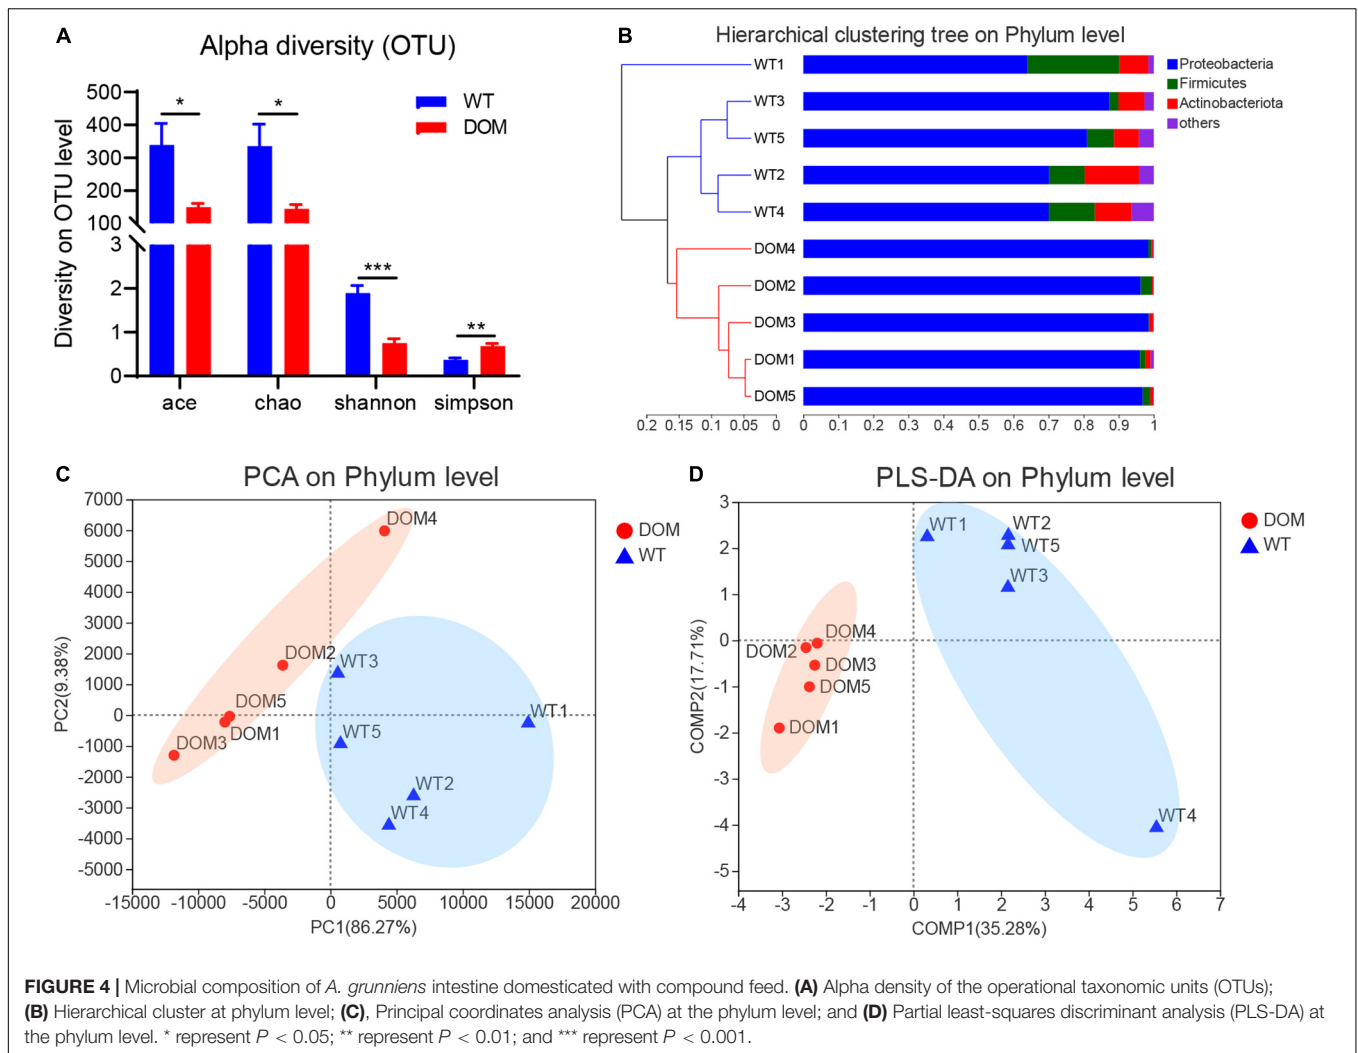 A
Alpha diversity (OTU)
Diversity on OTU level
500
400
300
200
100
3
2
1
0
*
*
***
**
WT
DOM
ace
chao
shannon
simpson
B
Hierarchical clustering tree on Phylum level
WT1
WT3
WT5
WT2
WT4
DOM4
DOM2
DOM3
DOM1
DOM5
0.2 0.15 0.1 0.05 0
0 0.1 0.2 0.3 0.4 0.5 0.6 0.7 0.8 0.9 1
Proteobacteria
Firmicutes
Actinobacteriota
others
C
PCA on Phylum level
PC2(9.38%)
7000
6000
5000
4000
3000
2000
1000
0
-1000
-2000
-3000
-4000
-5000
DOM4
DOM2
WT3
DOM5
WT1
DOM1
WT5
DOM3
WT2
WT4
DOM
WT
-15000 -10000 -5000 0 5000 10000 15000 20000
PC1(86.27%)
D
PLS-DA on Phylum level
COMP2(17.71%)
3
2
1
0
-1
-2
-3
-4
-5
WT1
WT2
WT5
WT3
DOM4
DOM2
DOM3
DOM5
DOM1
WT4
DOM
WT
-4 -3 -2 -1 0 1 2 3 4 5 6 7
COMP1(35.28%)
FIGURE 4 | Microbial composition of A. grunniens intestine domesticated with compound feed. (A) Alpha density of the operational taxonomic units (OTUs);
(B) Hierarchical cluster at phylum level; (C), Principal coordinates analysis (PCA) at the phylum level; and (D) Partial least-squares discriminant analysis (PLS-DA) at
the phylum level. * represent P < 0.05; ** represent P < 0.01; and *** represent P < 0.001.